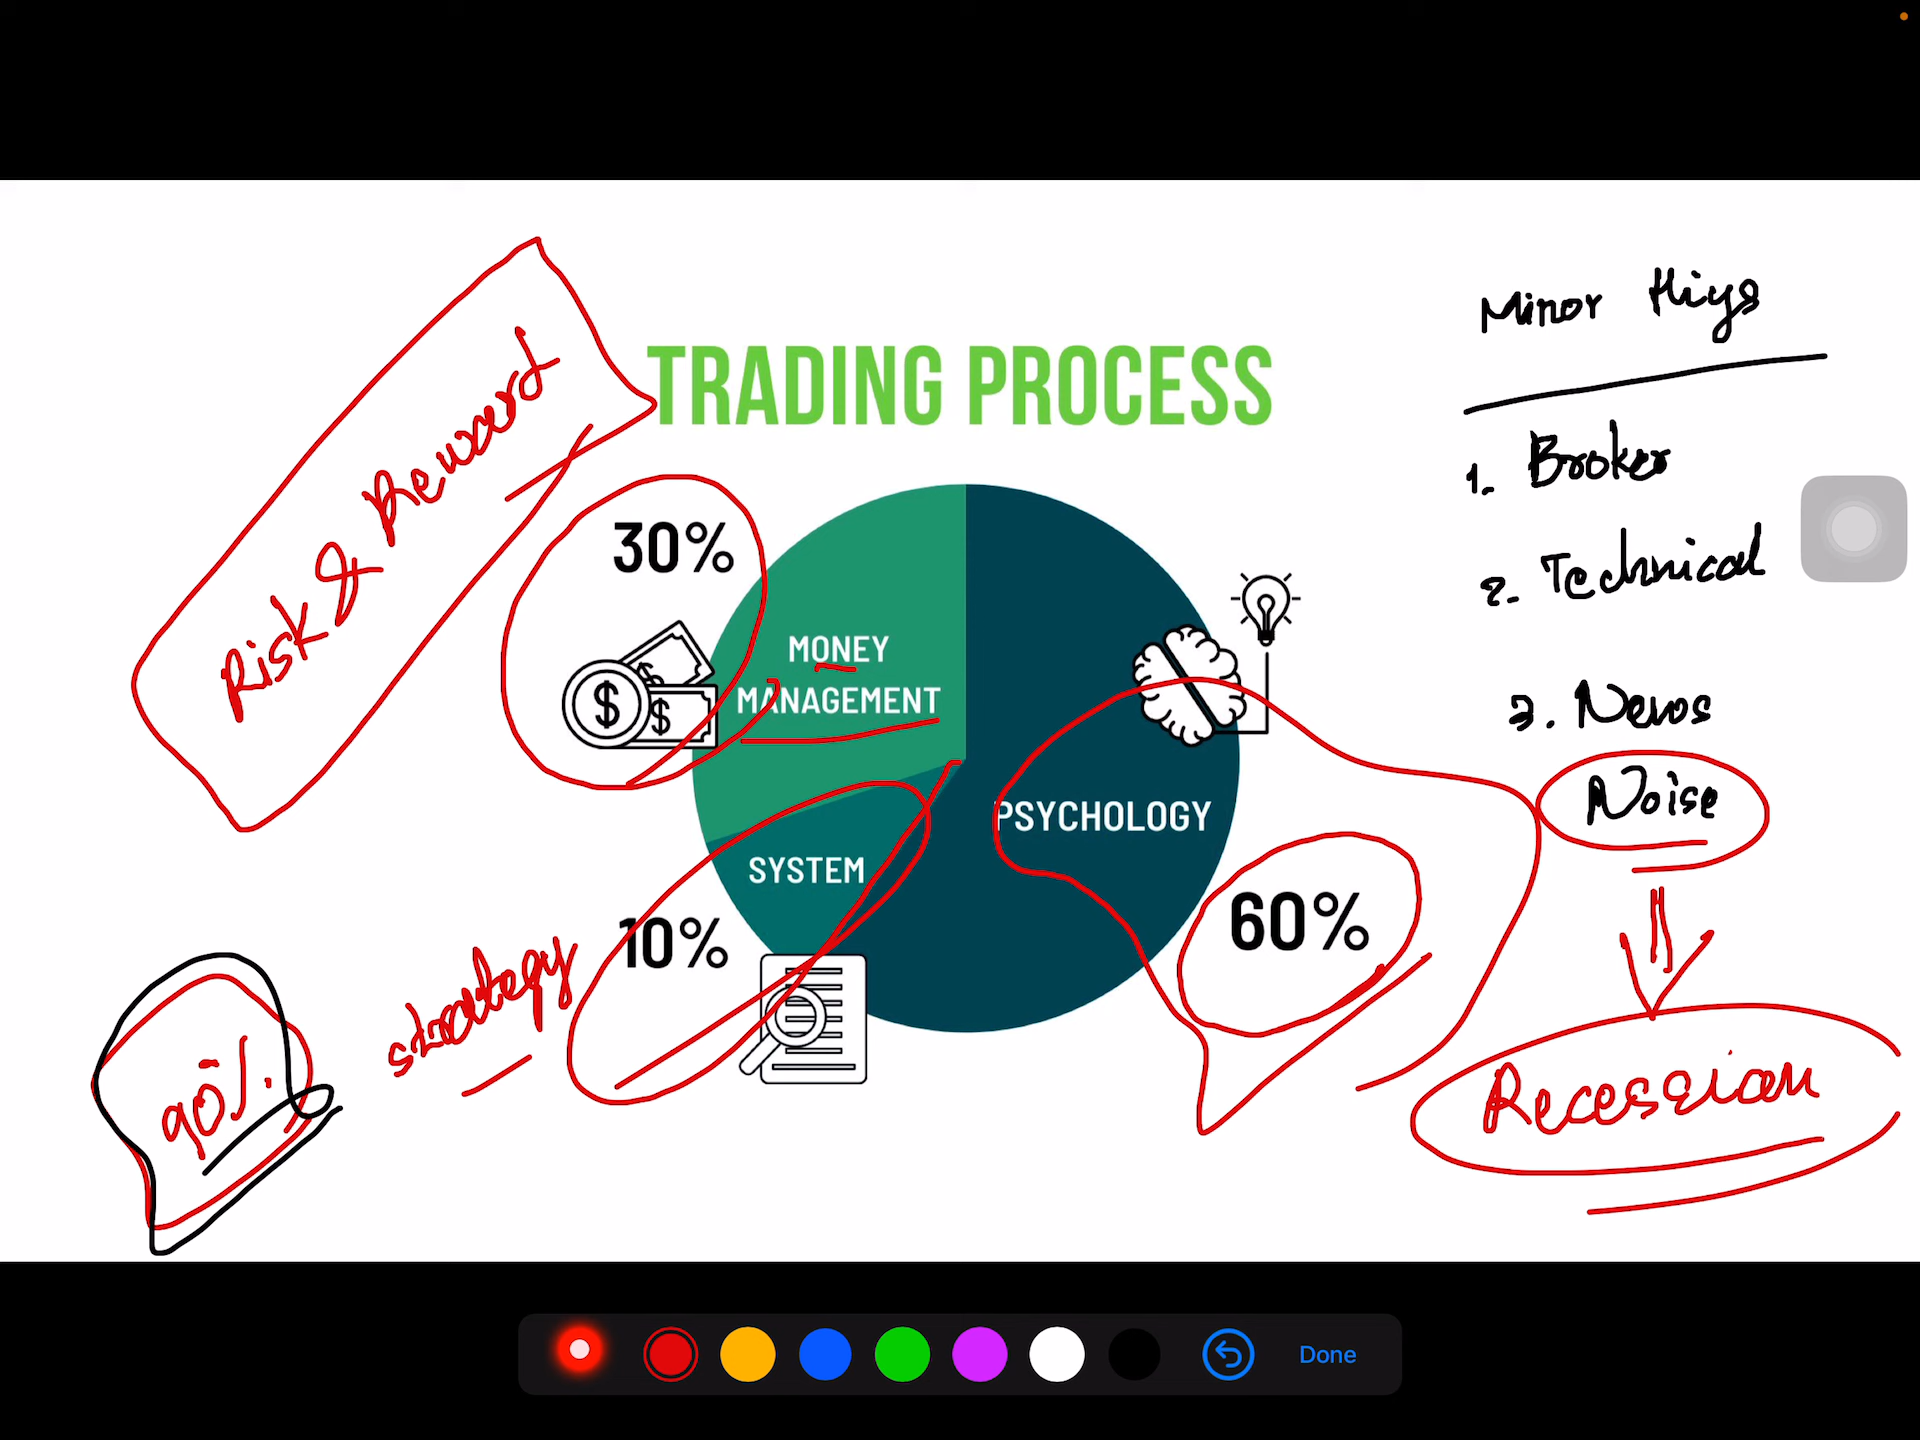 TRADING PROCESS
Risk & Reward
30%
MONEY
MANAGEMENT
SYSTEM
10%
strategy
90%.
PSYCHOLOGY
60%
Minor
1. Broker
2. Technical
3. News
Noise
Recession
Done